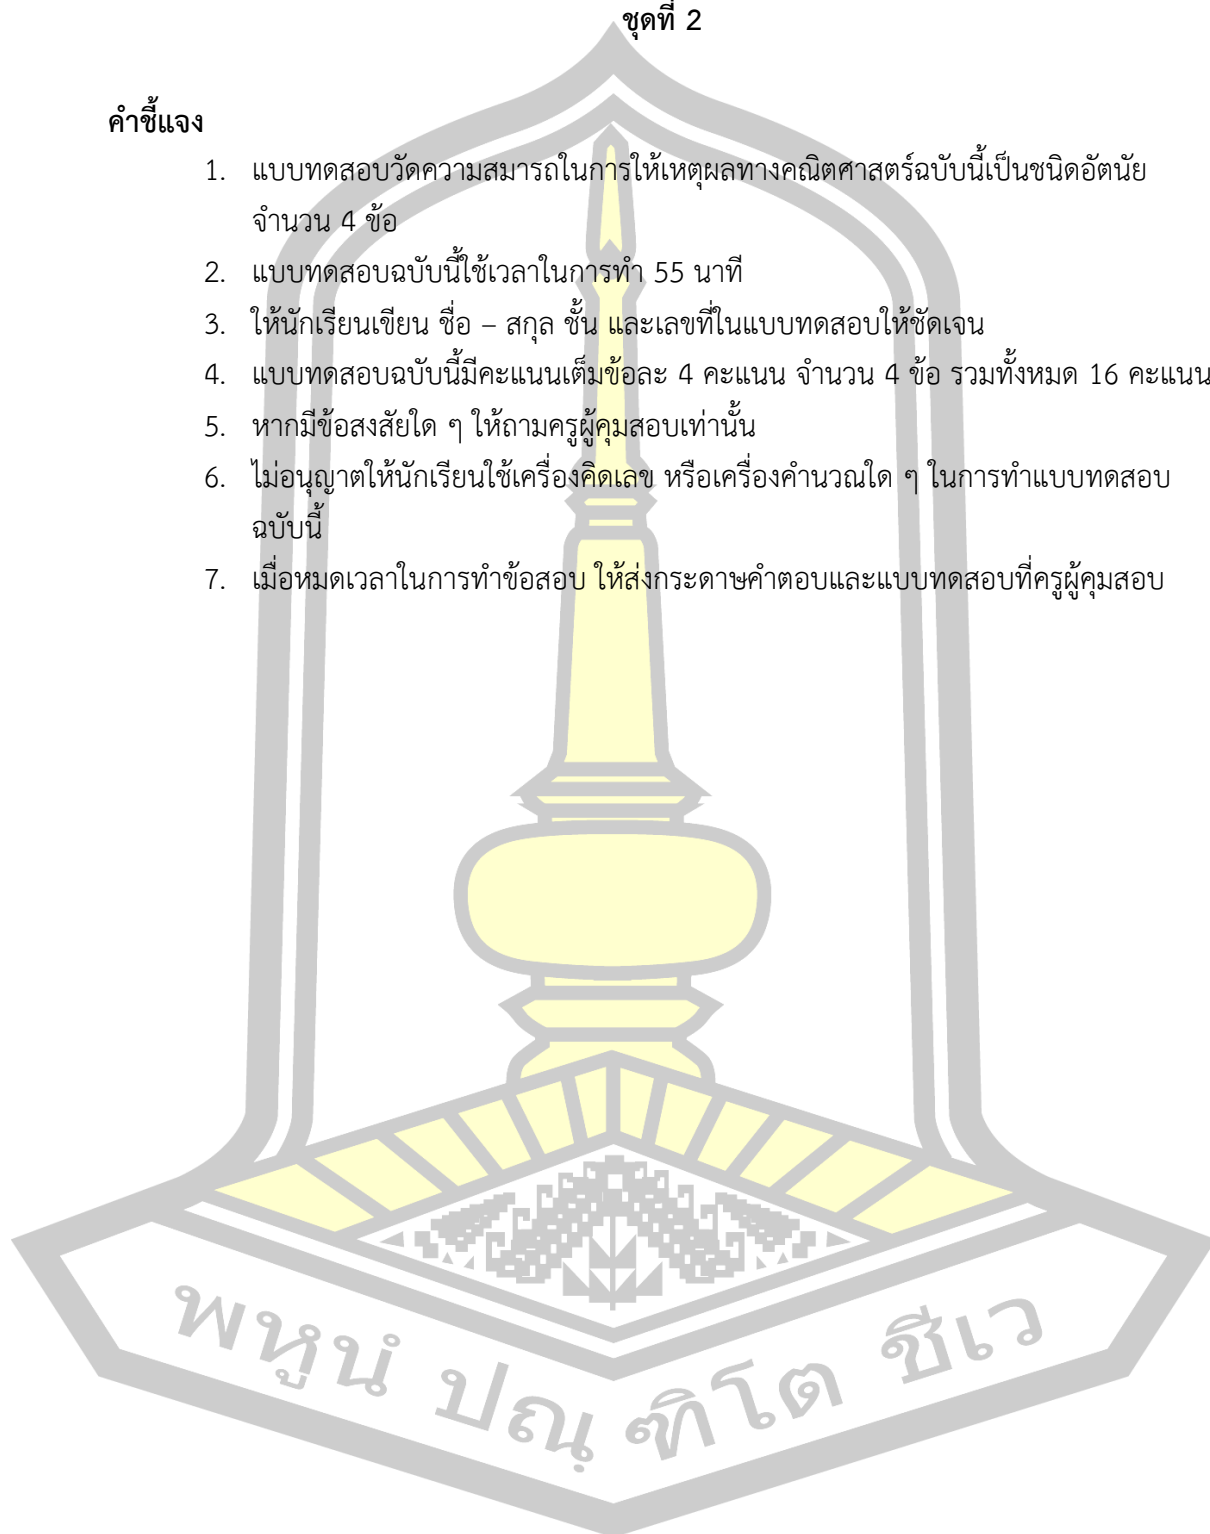 ชุดที่ 2
คำชี้แจง
1. แบบทดสอบวัดความสมารถในการให้เหตุผลทางคณิตศาสตร์ฉบับนี้เป็นชนิดอัตนัย
จำนวน 4 ข้อ
2. แบบทดสอบฉบับนี้ใช้เวลาในการทำ 55 นาที
3. ให้นักเรียนเขียน ชื่อ – สกุล ชั้น และเลขที่ในแบบทดสอบให้ชัดเจน
4. แบบทดสอบฉบับนี้มีคะแนนเต็มข้อละ 4 คะแนน จำนวน 4 ข้อ รวมทั้งหมด 16 คะแนน
5. หากมีข้อสงสัยใด ๆ ให้ถามครูผู้คุมสอบเท่านั้น
6. ไม่อนุญาตให้นักเรียนใช้เครื่องคิดเลข หรือเครื่องคำนวณใด ๆ ในการทำแบบทดสอบ
ฉบับนี้
7. เมื่อหมดเวลาในการทำข้อสอบ ให้ส่งกระดาษคำตอบและแบบทดสอบที่ครูผู้คุมสอบ
พหูนํ ปณฺฑิโต ชีเว